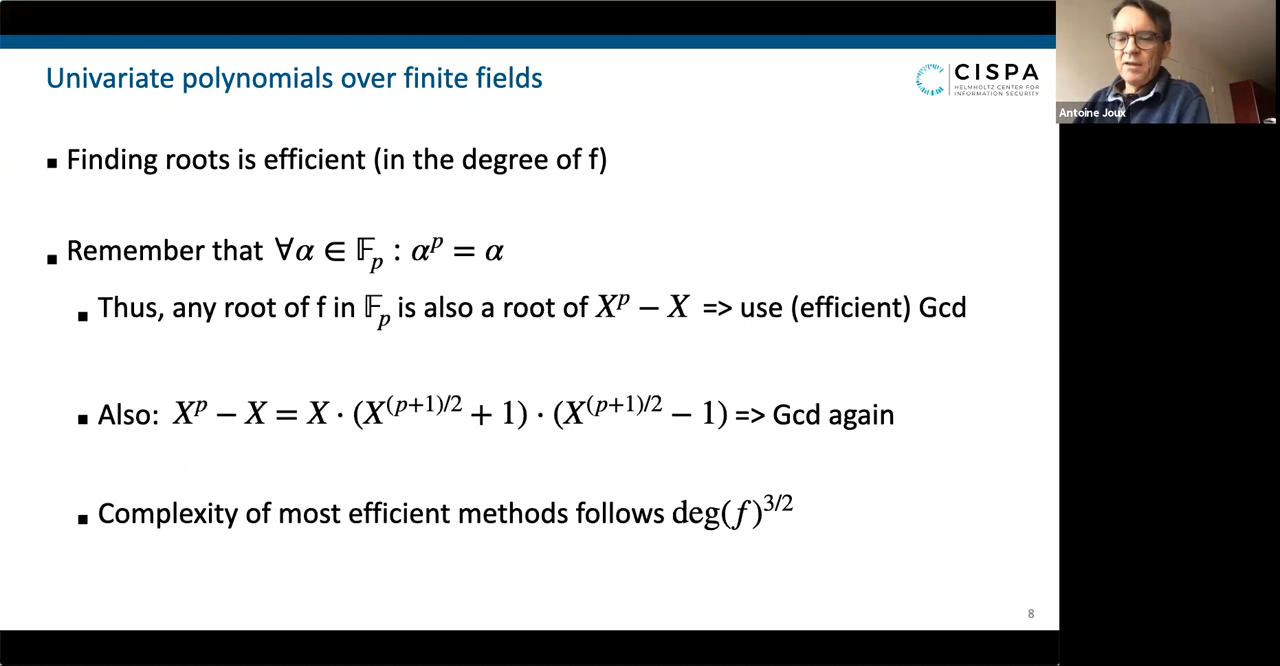 Univariate polynomials over finite fields
CISPA
HELMHOLTZ CENTER FOR
INFORMATION SECURITY
Antoine Joux
▪ Finding roots is efficient (in the degree of f)
▪ Remember that ∀α ∈ 𝔽_p : α^p = α
▪ Thus, any root of f in 𝔽_p is also a root of X^p − X => use (efficient) Gcd
▪ Also: X^p − X = X · (X^{(p+1)/2} + 1) · (X^{(p+1)/2} − 1) => Gcd again
▪ Complexity of most efficient methods follows deg(f)^{3/2}
8